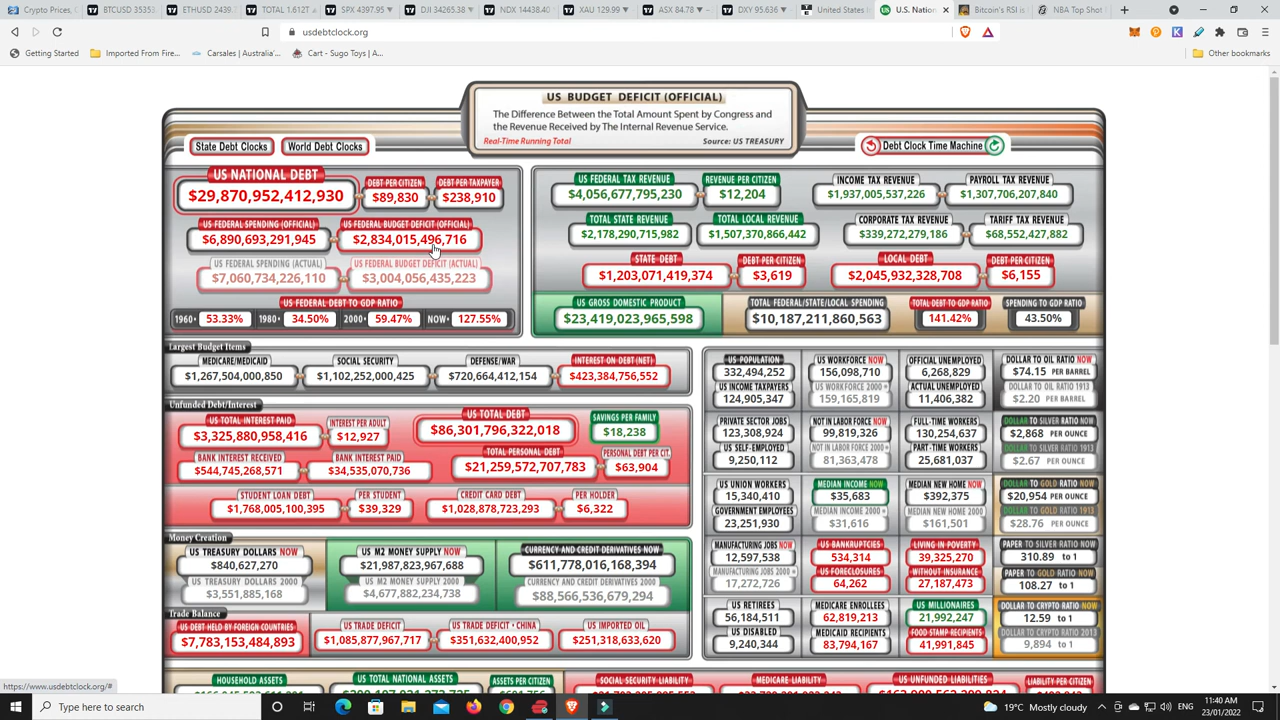 Crypto Prices, C
BTCUSD 35353
ETHUSD 2439.
TOTAL 1.612T
SPX 4397.95
DJI 34265.38
NDX 14438.40
XAU 129.99
ASX 84.78
DXY 95.636
United States
U.S. Nation
Bitcoin's RSI is
NBA Top Shot
usdebtclock.org
Getting Started
Imported From Fire...
Carsales | Australia'...
Cart - Sugo Toys | A...
Other bookmarks
US BUDGET DEFICIT (OFFICIAL)
The Difference Between the Total Amount Spent by Congress and
the Revenue Received by The Internal Revenue Service.
Real-Time Running Total
Source: US TREASURY
State Debt Clocks
World Debt Clocks
Debt Clock Time Machine
US NATIONAL DEBT
$29,870,952,412,930
DEBT PER CITIZEN
$89,830
DEBT PER TAXPAYER
$238,910
US FEDERAL SPENDING (OFFICIAL)
$6,890,693,291,945
US FEDERAL BUDGET DEFICIT (OFFICIAL)
$2,834,015,496,716
US FEDERAL SPENDING (ACTUAL)
$7,060,734,226,110
US FEDERAL BUDGET DEFICIT (ACTUAL)
$3,004,056,435,223
US FEDERAL DEBT TO GDP RATIO
1960• 53.33% 1980• 34.50% 2000• 59.47% NOW• 127.55%
US FEDERAL TAX REVENUE
$4,056,677,795,230
REVENUE PER CITIZEN
$12,204
INCOME TAX REVENUE
$1,937,005,537,226
PAYROLL TAX REVENUE
$1,307,706,207,840
TOTAL STATE REVENUE
$2,178,290,715,982
TOTAL LOCAL REVENUE
$1,507,370,866,442
CORPORATE TAX REVENUE
$339,272,279,186
TARIFF TAX REVENUE
$68,552,427,882
STATE DEBT
$1,203,071,419,374
DEBT PER CITIZEN
$3,619
LOCAL DEBT
$2,045,932,328,708
DEBT PER CITIZEN
$6,155
US GROSS DOMESTIC PRODUCT
$23,419,023,965,598
TOTAL FEDERAL/STATE/LOCAL SPENDING
$10,187,211,860,563
TOTAL DEBT TO GDP RATIO
141.42%
SPENDING TO GDP RATIO
43.50%
Largest Budget Items
MEDICARE/MEDICAID
$1,267,504,000,850
SOCIAL SECURITY
$1,102,252,000,425
DEFENSE/WAR
$720,664,412,154
INTEREST ON DEBT (NET)
$423,384,756,552
Unfunded Debt/Interest
US TOTAL INTEREST PAID
$3,325,880,958,416
INTEREST PER ADULT
$12,927
US TOTAL DEBT
$86,301,796,322,018
SAVINGS PER FAMILY
$18,238
BANK INTEREST RECEIVED
$544,745,268,571
BANK INTEREST PAID
$34,535,070,736
TOTAL PERSONAL DEBT
$21,259,572,707,783
PERSONAL DEBT PER CIT.
$63,904
STUDENT LOAN DEBT
$1,768,005,100,395
PER STUDENT
$39,329
CREDIT CARD DEBT
$1,028,878,723,293
PER HOLDER
$6,322
Money Creation
US TREASURY DOLLARS NOW
$840,627,270
US TREASURY DOLLARS 2000
$3,551,885,168
US M2 MONEY SUPPLY NOW
$21,987,823,967,688
US M2 MONEY SUPPLY 2000
$4,677,882,234,738
CURRENCY AND CREDIT DERIVATIVES NOW
$611,778,016,168,394
CURRENCY AND CREDIT DERIVATIVES 2000
$88,566,536,679,294
Trade Balance
US DEBT HELD BY FOREIGN COUNTRIES
$7,783,153,484,893
US TRADE DEFICIT
$1,085,877,967,717
US TRADE DEFICIT - CHINA
$351,632,400,952
US IMPORTED OIL
$251,318,633,620
US POPULATION
332,494,252
US INCOME TAXPAYERS
124,905,347
US WORKFORCE NOW
156,098,710
US WORKFORCE 2000
159,165,819
OFFICIAL UNEMPLOYED
6,268,829
ACTUAL UNEMPLOYED
11,406,382
DOLLAR TO OIL RATIO NOW
$74.15 PER BARREL
DOLLAR TO OIL RATIO 1913
$2.20 PER BARREL
PRIVATE SECTOR JOBS
123,308,924
US SELF-EMPLOYED
9,250,112
NOT IN LABOR FORCE NOW
99,819,326
NOT IN LABOR FORCE 2000
81,363,478
FULL-TIME WORKERS
130,254,637
PART-TIME WORKERS
25,681,037
DOLLAR TO SILVER RATIO NOW
$2,868 PER OUNCE
DOLLAR TO SILVER RATIO 1913
$2.67 PER OUNCE
US UNION WORKERS
15,340,410
GOVERNMENT EMPLOYEES
23,251,930
MEDIAN INCOME NOW
$35,683
MEDIAN INCOME 2000
$31,616
MEDIAN NEW HOME NOW
$392,375
MEDIAN NEW HOME 2000
$161,501
DOLLAR TO GOLD RATIO NOW
$20,954 PER OUNCE
DOLLAR TO GOLD RATIO 1913
$28.76 PER OUNCE
MANUFACTURING JOBS NOW
12,597,538
MANUFACTURING JOBS 2000
17,272,726
US BANKRUPTCIES
534,314
US FORECLOSURES
64,262
LIVING IN POVERTY
39,325,270
WITHOUT INSURANCE
27,187,473
PAPER TO SILVER RATIO NOW
310.89 to 1
PAPER TO GOLD RATIO NOW
108.27 to 1
US RETIREES
56,184,511
US DISABLED
9,240,344
MEDICARE ENROLLEES
62,819,213
MEDICAID RECIPIENTS
83,794,167
US MILLIONAIRES
21,992,247
FOOD STAMP RECIPIENTS
41,991,845
DOLLAR TO CRYPTO RATIO NOW
12.59 to 1
DOLLAR TO CRYPTO RATIO 2013
9,894 to 1
HOUSEHOLD ASSETS
US TOTAL NATIONAL ASSETS
ASSETS PER CITIZEN
SOCIAL SECURITY LIABILITY
MEDICARE LIABILITY
US UNFUNDED LIABILITIES
LIABILITY PER CITIZEN
https://www.usdebtclock.org/#
Type here to search
19°C Mostly cloudy
ENG
11:40 AM
23/01/2022